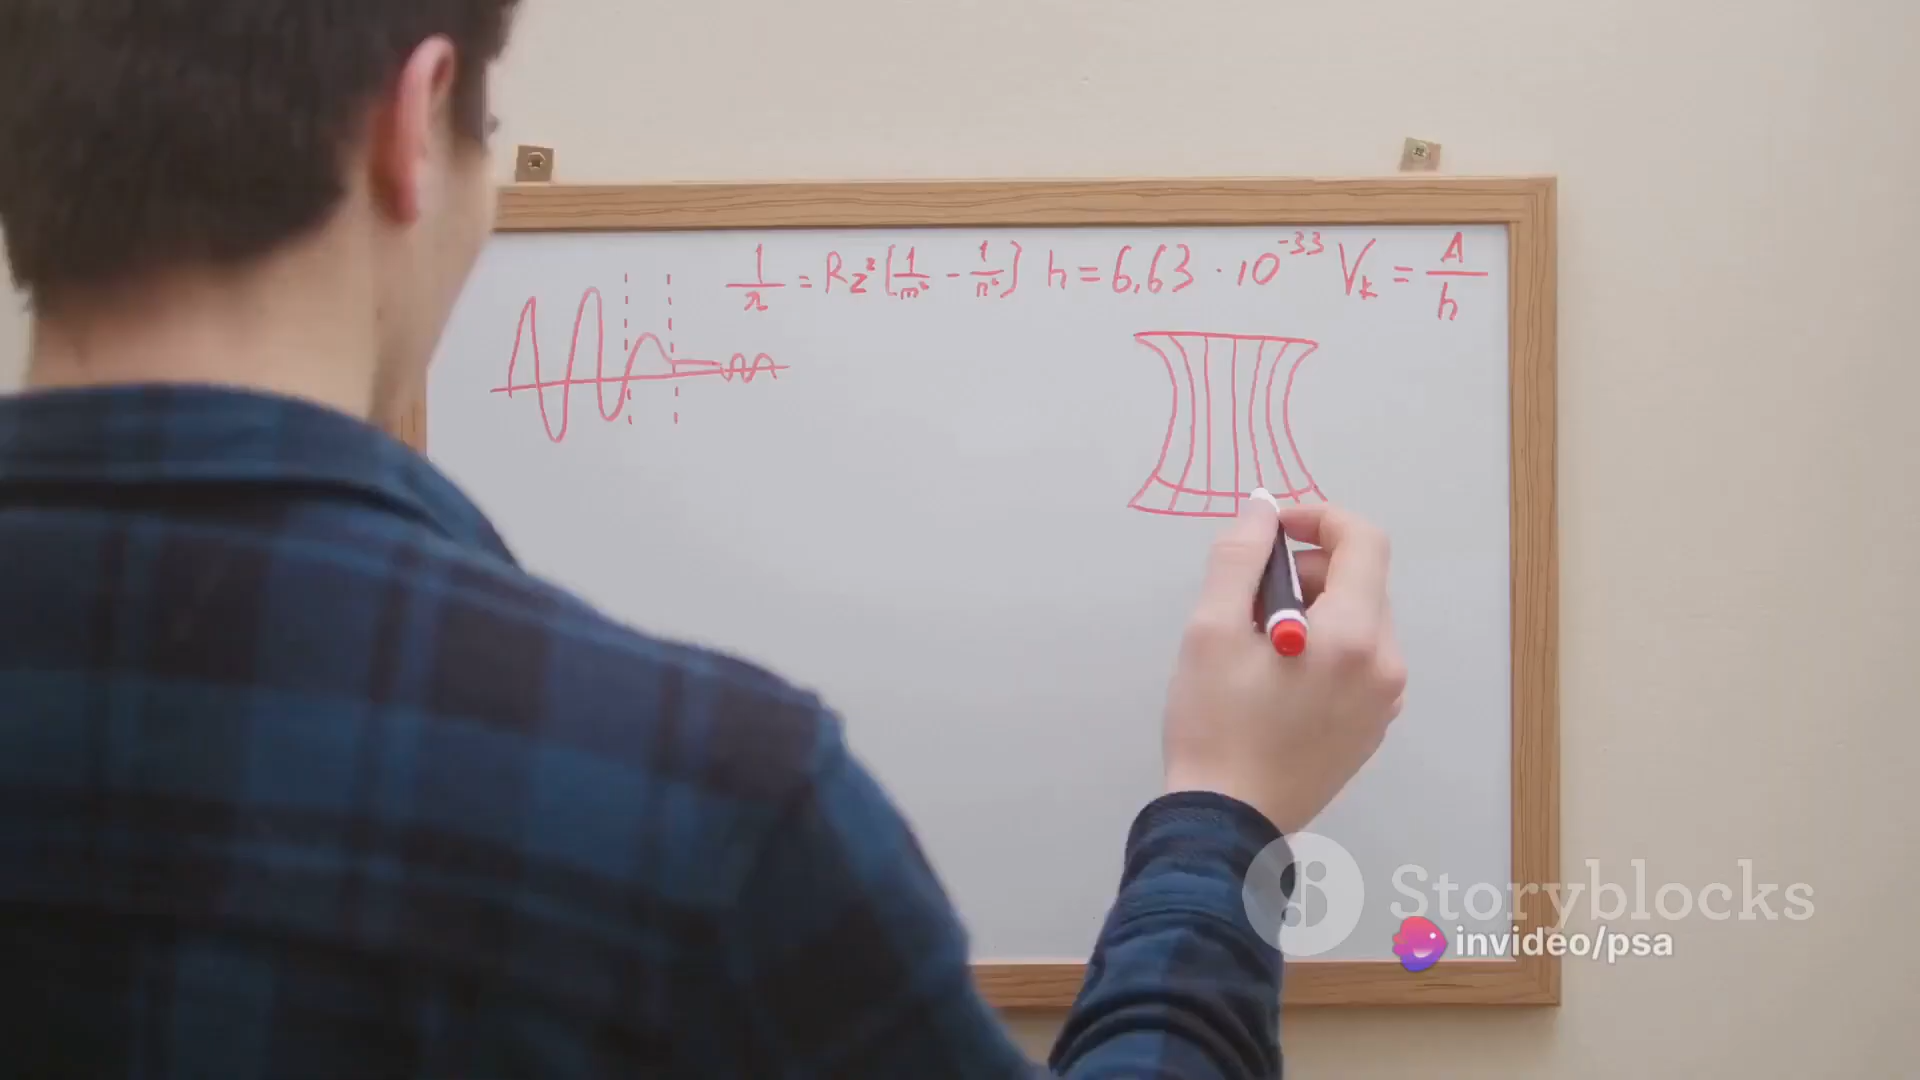 1/λ = Rz²[1/m² - 1/n²] h = 6,63 · 10⁻³³ Vₖ = A/h
Storyblocks
invideo/psa